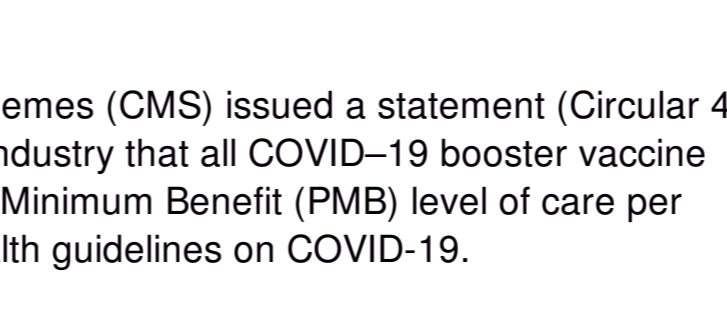 emes (CMS) issued a statement (Circular 4
ndustry that all COVID–19 booster vaccine
Minimum Benefit (PMB) level of care per
lth guidelines on COVID-19.